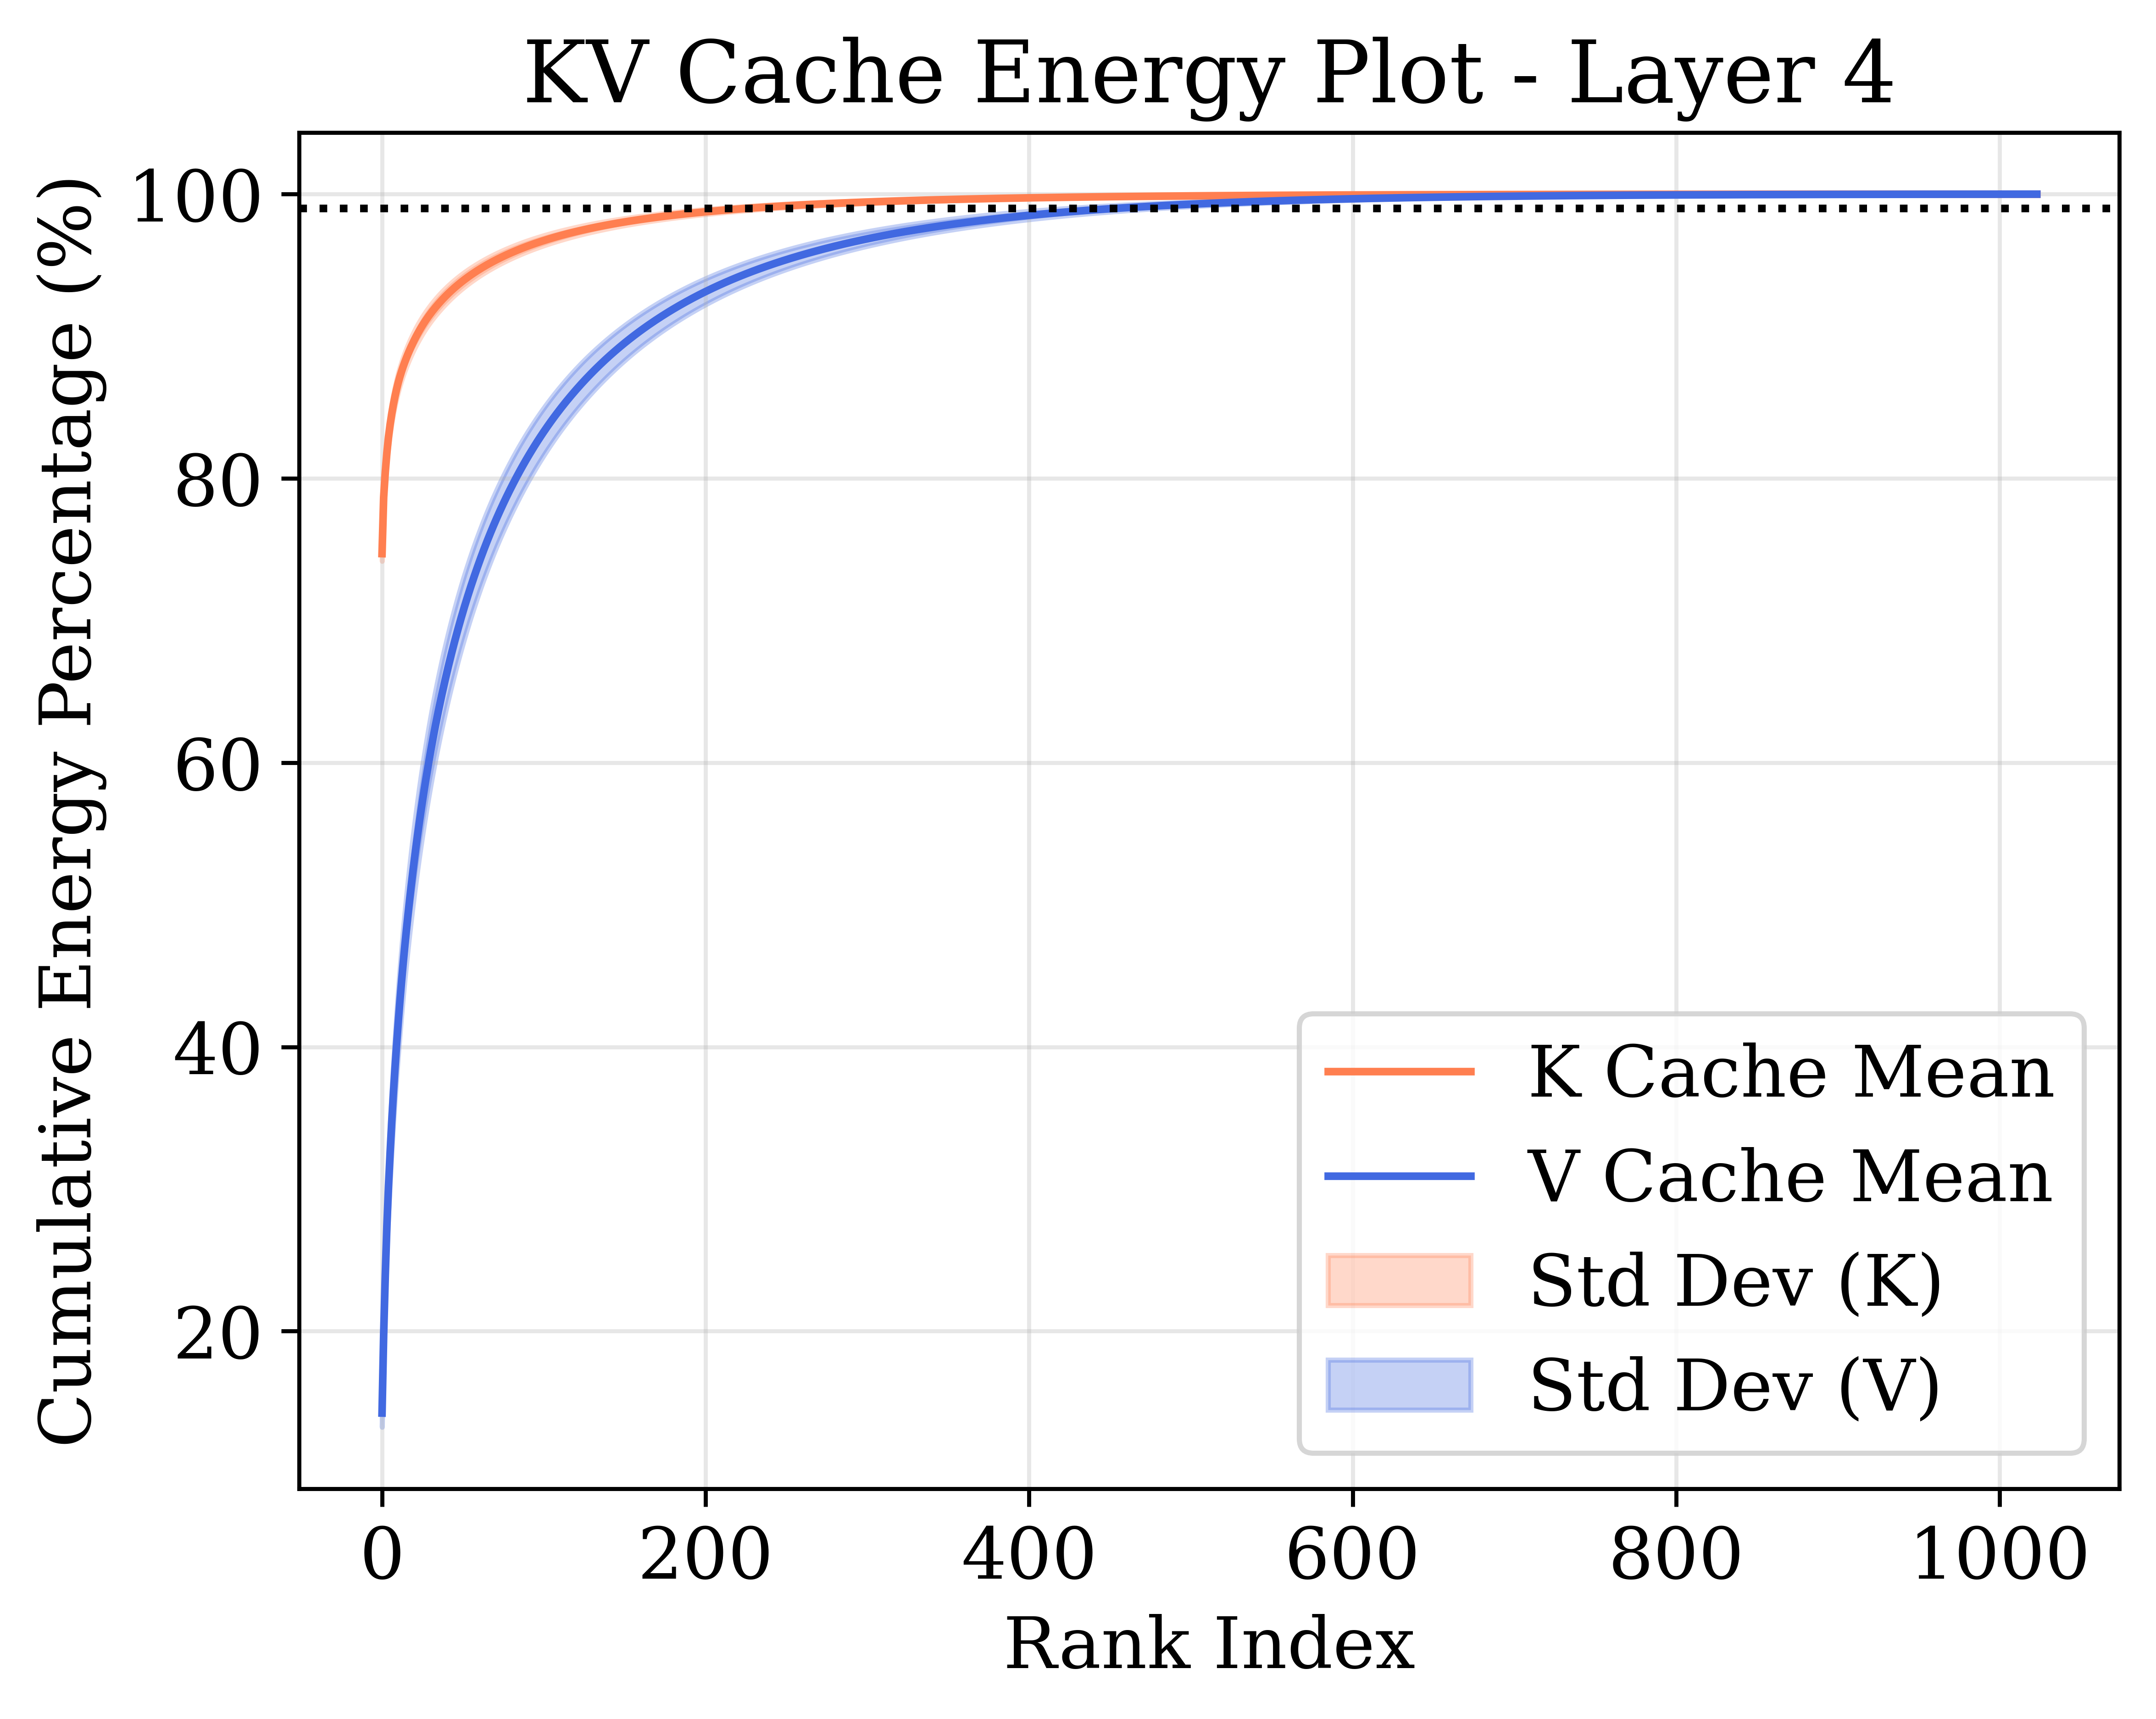 KV Cache Energy Plot - Layer 4
Cumulative Energy Percentage (%)
100
80
60
40
20
K Cache Mean
V Cache Mean
Std Dev (K)
Std Dev (V)
0 200 400 600 800 1000
Rank Index